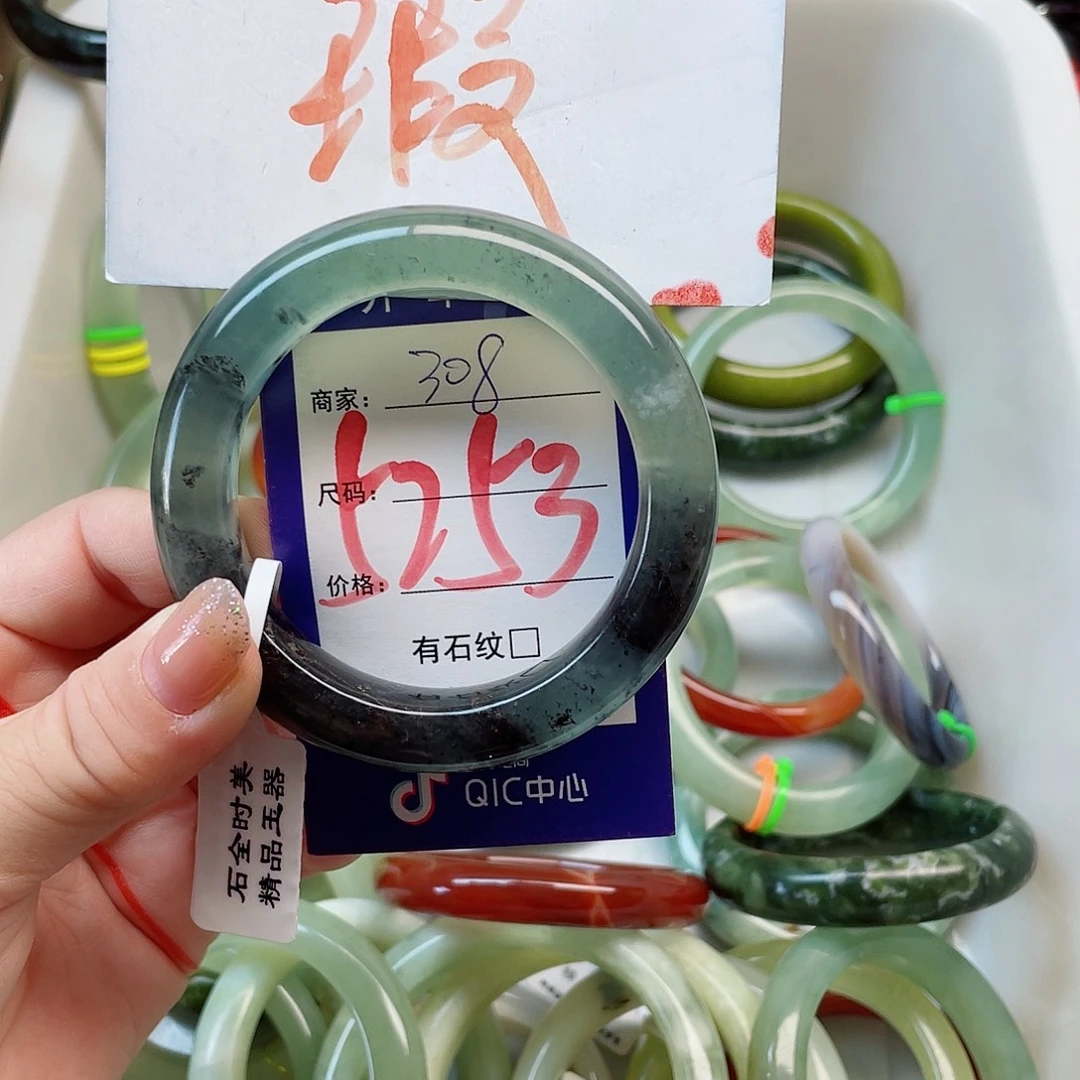 瑕
308
商家：
尺码：
价格：
有石纹□
QIC中心
石全时美
精品玉器